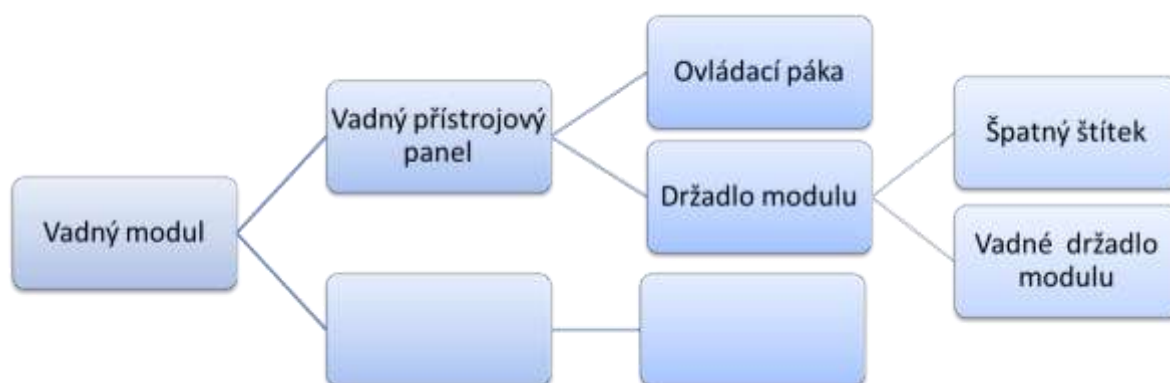 Vadný modul
Vadný přístrojový
panel
Ovládací páka
Držadlo modulu
Špatný štítek
Vadné  držadlo
modulu